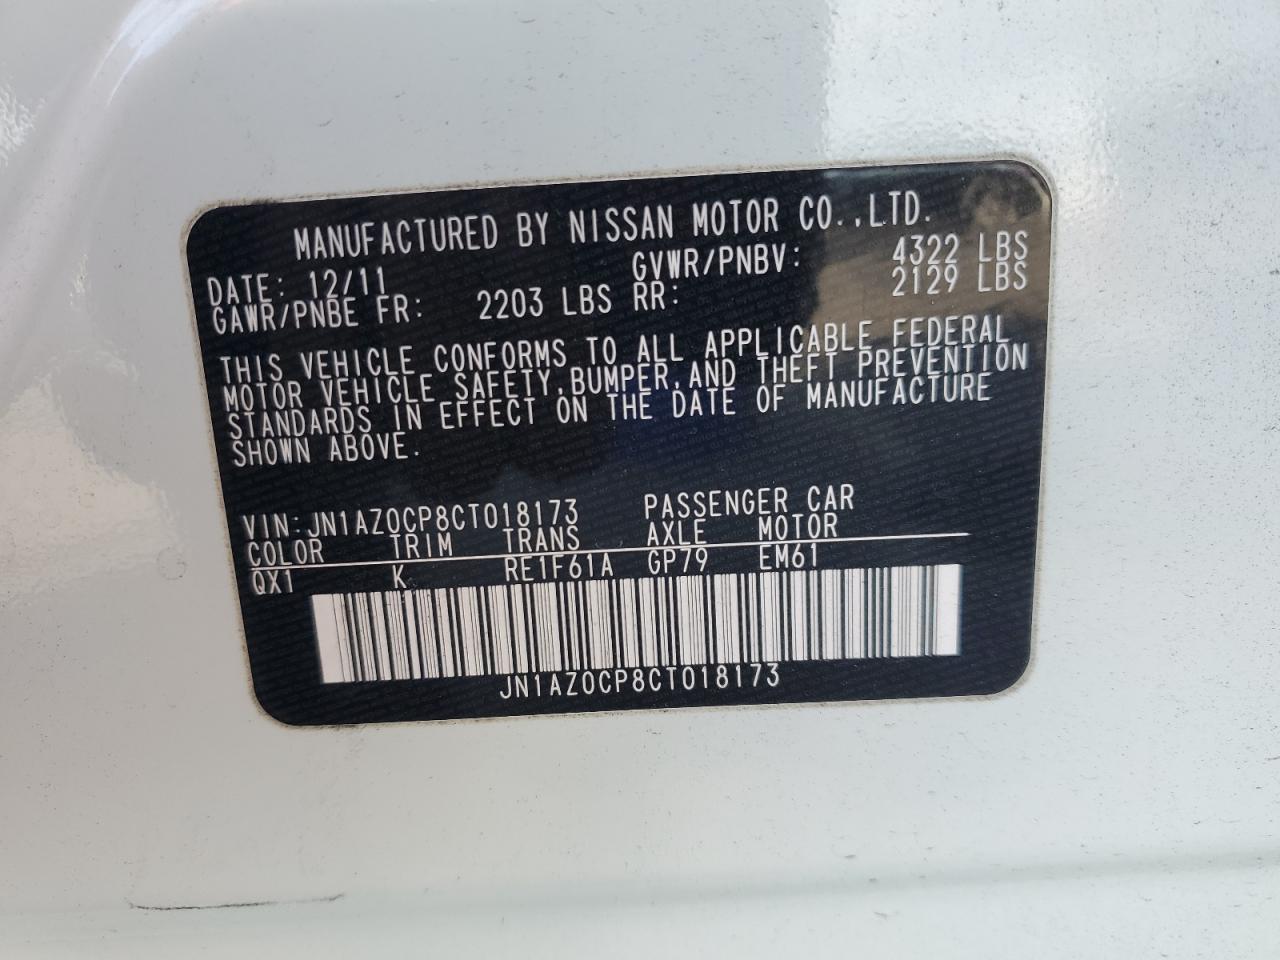 MANUFACTURED BY NISSAN MOTOR CO.,LTD.
DATE: 12/11 GVWR/PNBV: 4322 LBS
GAWR/PNBE FR: 2203 LBS RR: 2129 LBS
THIS VEHICLE CONFORMS TO ALL APPLICABLE FEDERAL
MOTOR VEHICLE SAFETY,BUMPER,AND THEFT PREVENTION
STANDARDS IN EFFECT ON THE DATE OF MANUFACTURE
SHOWN ABOVE.
VIN:JN1AZ0CP8CT018173 PASSENGER CAR
COLOR TRIM TRANS AXLE MOTOR
QX1 K RE1F61A GP79 EM61
JN1AZ0CP8CT018173